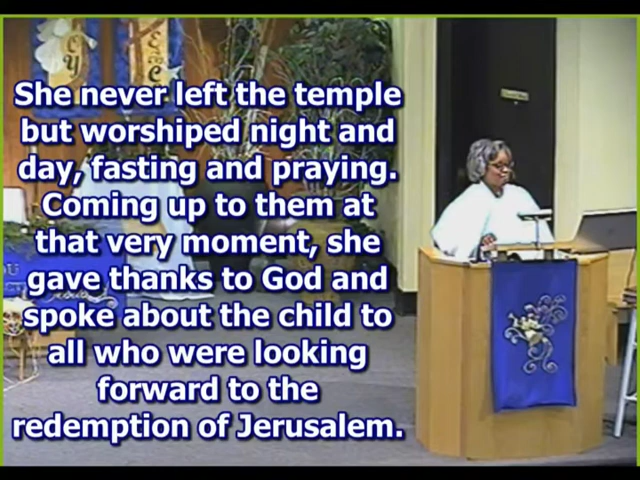 She never left the temple
but worshiped night and
day, fasting and praying.
Coming up to them at
that very moment, she
gave thanks to God and
spoke about the child to
all who were looking
forward to the
redemption of Jerusalem.